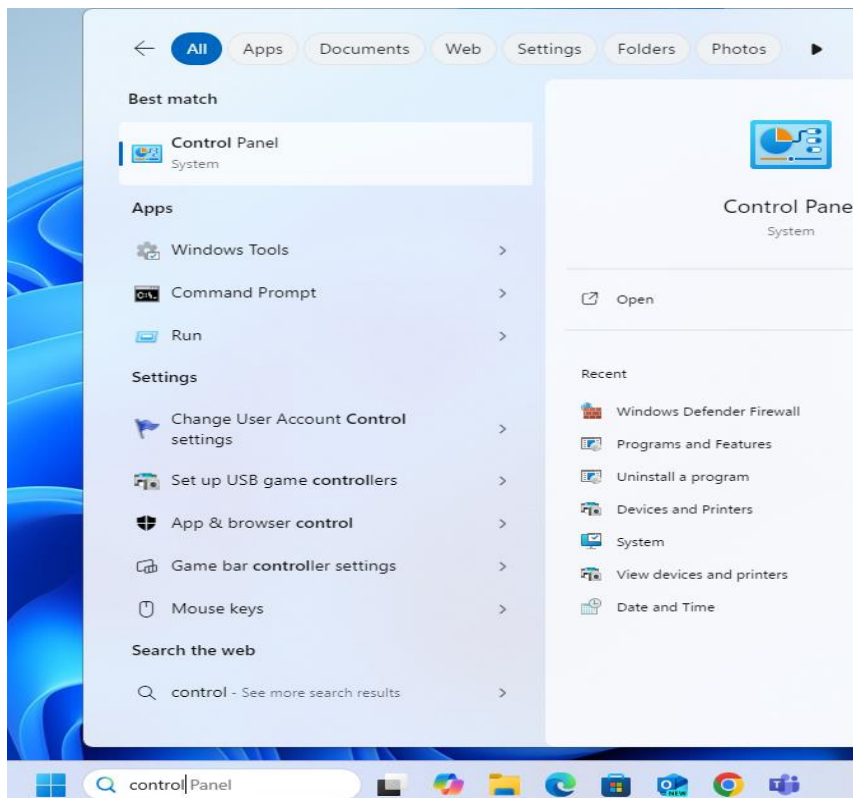 All Apps Documents Web Settings Folders Photos
Best match
Control Panel
System
Apps
Windows Tools
Command Prompt
Run
Settings
Change User Account Control
settings
Set up USB game controllers
App & browser control
Game bar controller settings
Mouse keys
Search the web
control - See more search results
Control Pane
System
Open
Recent
Windows Defender Firewall
Programs and Features
Uninstall a program
Devices and Printers
System
View devices and printers
Date and Time
control Panel
NEW